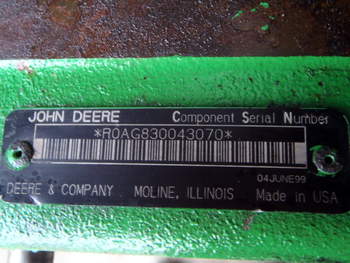 JOHN DEERE Component Serial Number
*R0AG830043070*
04JUNE99
DEERE & COMPANY MOLINE, ILLINOIS Made in USA